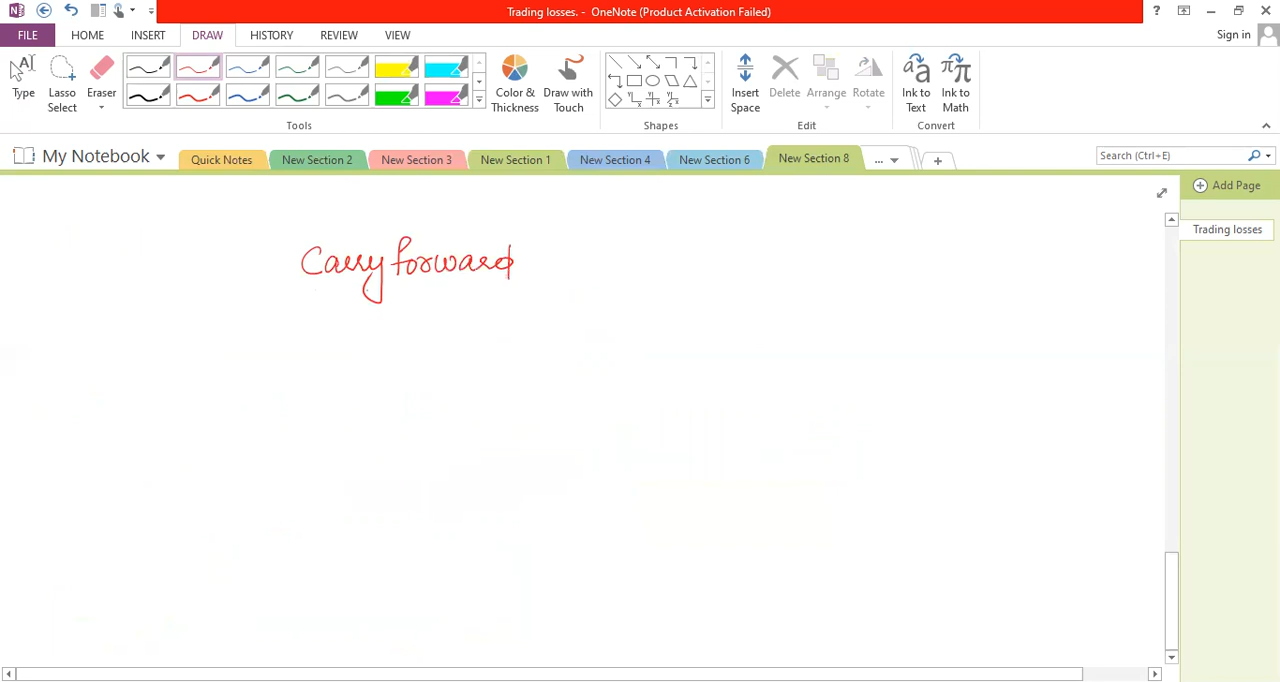 Trading losses. - OneNote (Product Activation Failed)
FILE HOME INSERT DRAW HISTORY REVIEW VIEW
Sign in
Type
Lasso Select
Eraser
Color & Thickness
Draw with Touch
Insert Space
Delete
Arrange
Rotate
Ink to Text
Ink to Math
Tools
Shapes
Edit
Convert
My Notebook
Quick Notes
New Section 2
New Section 3
New Section 1
New Section 4
New Section 6
New Section 8
...
Search (Ctrl+E)
Add Page
Trading losses
Carry forward